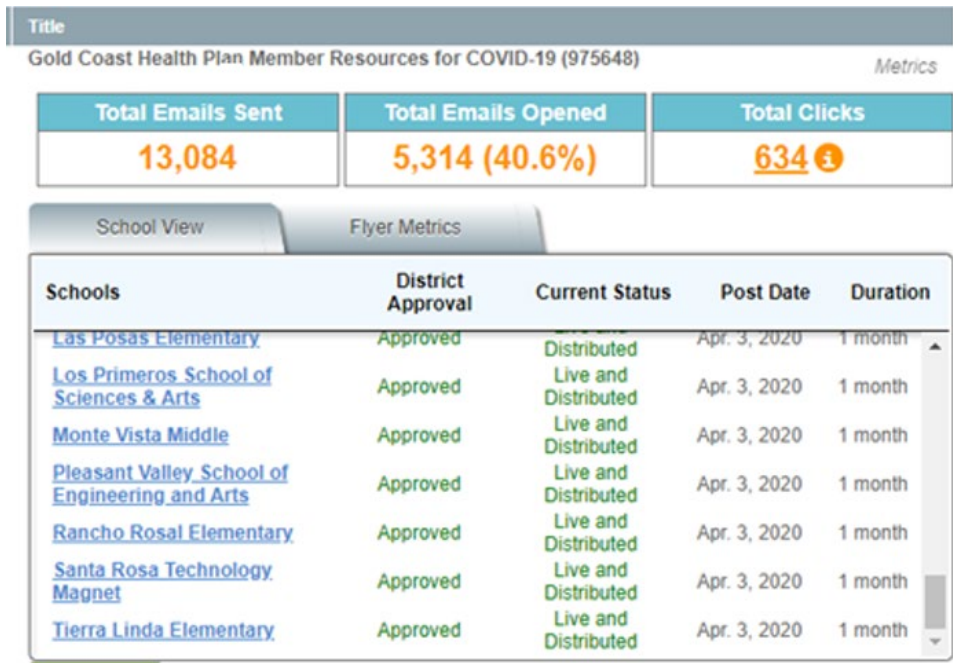 Title
Gold Coast Health Plan Member Resources for COVID-19 (975648)
Metrics
Total Emails Sent Total Emails Opened Total Clicks
13,084 5,314 (40.6%) 634 i
School View Flyer Metrics
Schools District Approval Current Status Post Date Duration
Las Posas Elementary Approved Live and Distributed Apr. 3, 2020 1 month
Los Primeros School of Sciences & Arts Approved Live and Distributed Apr. 3, 2020 1 month
Monte Vista Middle Approved Live and Distributed Apr. 3, 2020 1 month
Pleasant Valley School of Engineering and Arts Approved Live and Distributed Apr. 3, 2020 1 month
Rancho Rosal Elementary Approved Live and Distributed Apr. 3, 2020 1 month
Santa Rosa Technology Magnet Approved Live and Distributed Apr. 3, 2020 1 month
Tierra Linda Elementary Approved Live and Distributed Apr. 3, 2020 1 month